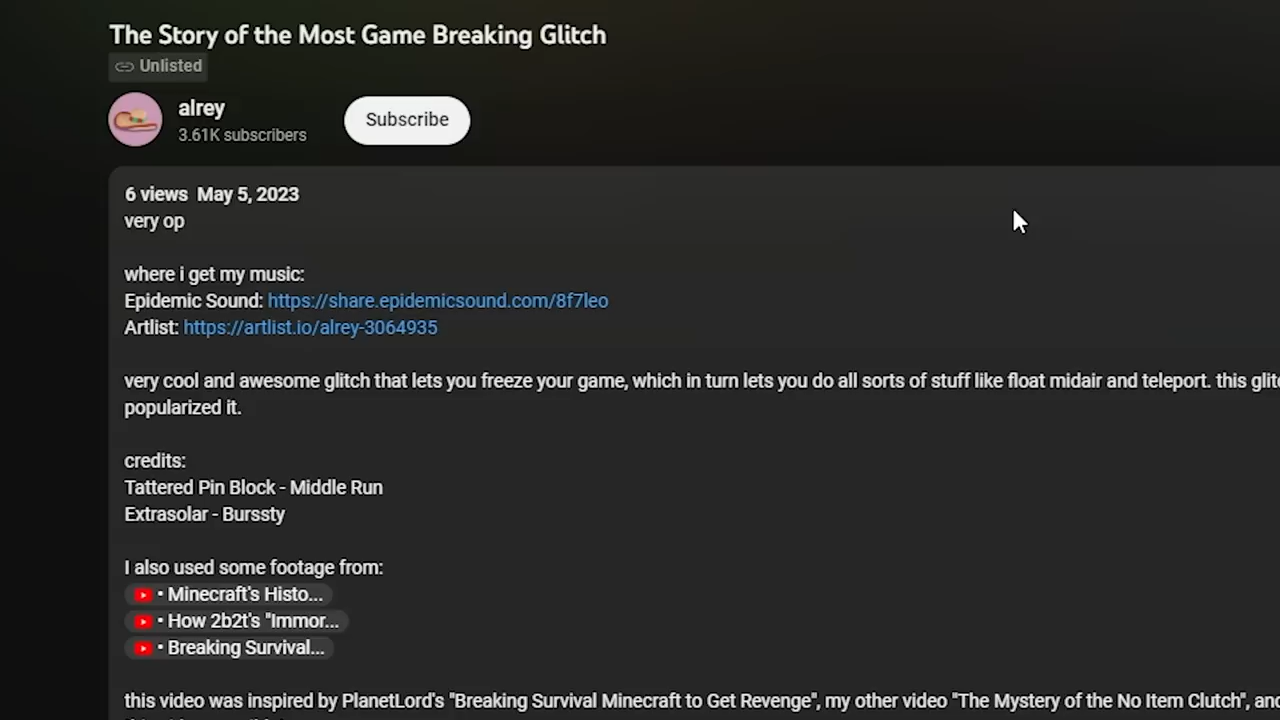 The Story of the Most Game Breaking Glitch
Unlisted
alrey
3.61K subscribers
Subscribe
6 views May 5, 2023
very op
where i get my music:
Epidemic Sound: https://share.epidemicsound.com/8f7leo
Artlist: https://artlist.io/alrey-3064935
very cool and awesome glitch that lets you freeze your game, which in turn lets you do all sorts of stuff like float midair and teleport. this
popularized it.
credits:
Tattered Pin Block - Middle Run
Extrasolar - Burssty
I also used some footage from:
• Minecraft's Histo...
• How 2b2t's "Immor...
• Breaking Survival...
this video was inspired by PlanetLord's "Breaking Survival Minecraft to Get Revenge", my other video "The Mystery of the No Item Clutch",